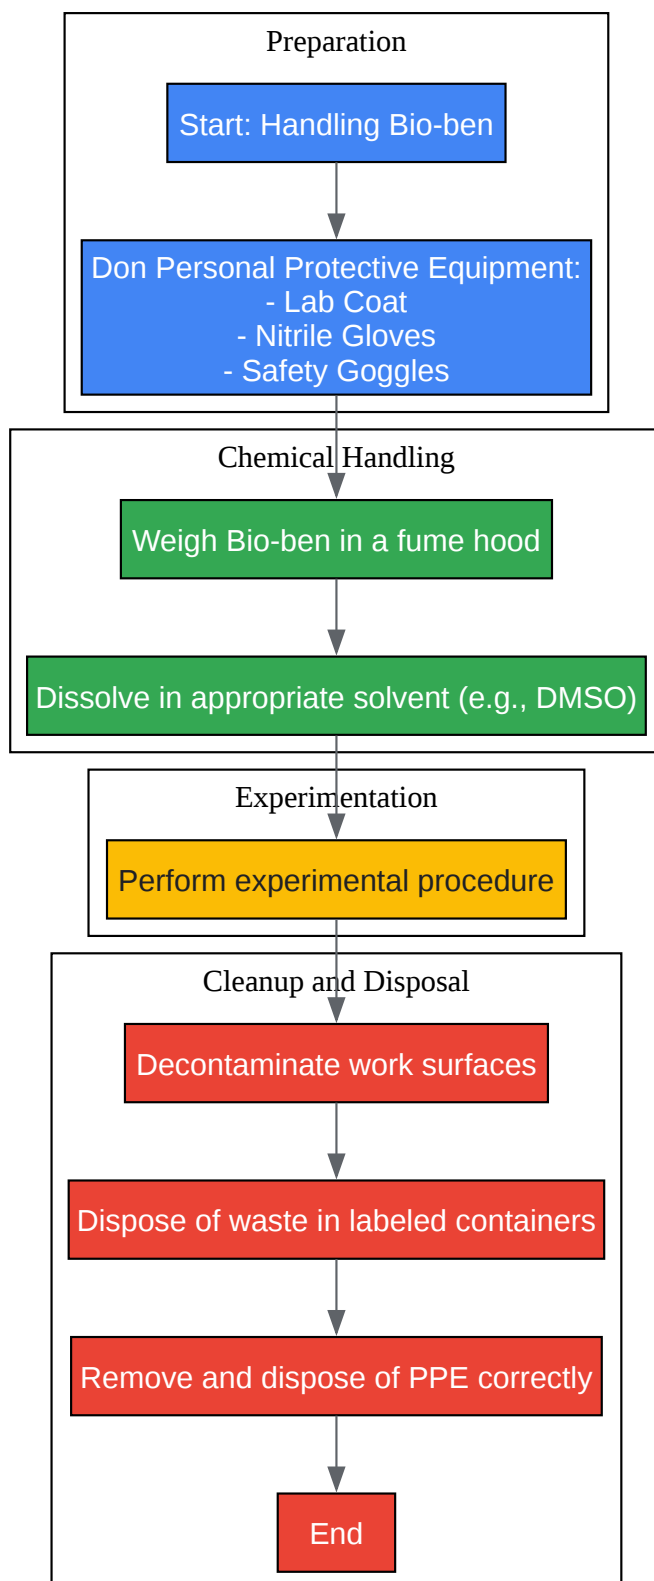 Preparation
Start: Handling Bio-ben
Don Personal Protective Equipment:
- Lab Coat
- Nitrile Gloves
- Safety Goggles
Chemical Handling
Weigh Bio-ben in a fume hood
Dissolve in appropriate solvent (e.g., DMSO)
Experimentation
Perform experimental procedure
Cleanup and Disposal
Decontaminate work surfaces
Dispose of waste in labeled containers
Remove and dispose of PPE correctly
End